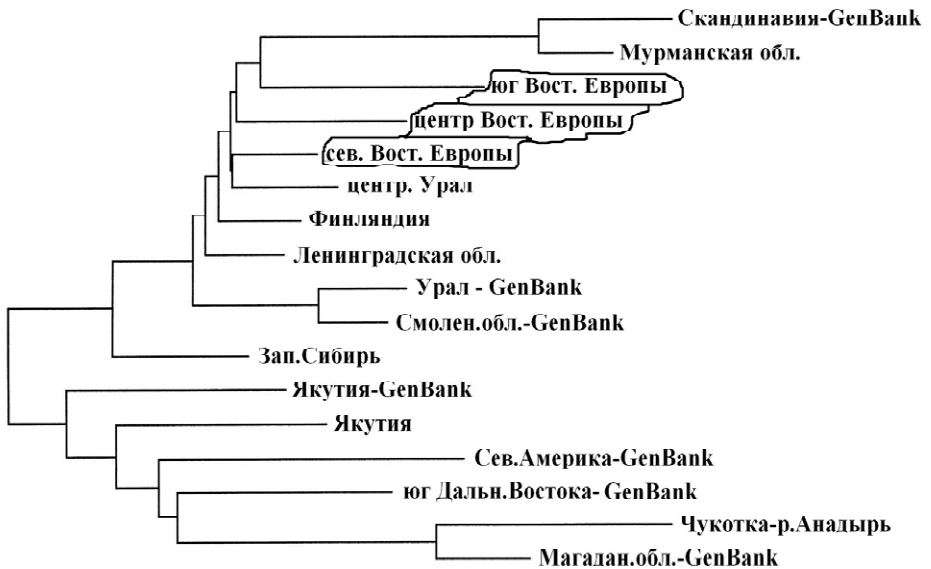 Скандинавия-GenBank
Мурманская обл.
юг Вост. Европы
центр Вост. Европы
сев. Вост. Европы
центр. Урал
Финляндия
Ленинградская обл.
Урал - GenBank
Смолен.обл.-GenBank
Зап.Сибирь
Якутия-GenBank
Якутия
Сев.Америка-GenBank
юг Дальн.Востока- GenBank
Чукотка-р.Анадырь
Магадан.обл.-GenBank